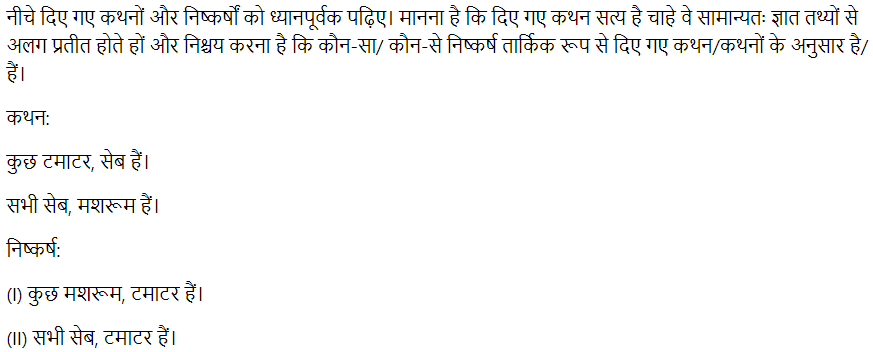 नीचे दिए गए कथनों और निष्कर्षों को ध्यानपूर्वक पढ़िए। मानना है कि दिए गए कथन सत्य है चाहे वे सामान्यतः ज्ञात तथ्यों से
अलग प्रतीत होते हों और निश्चय करना है कि कौन-सा/ कौन-से निष्कर्ष तार्किक रूप से दिए गए कथन/कथनों के अनुसार है/
हैं।
कथन:
कुछ टमाटर, सेब हैं।
सभी सेब, मशरूम हैं।
निष्कर्ष:
(I) कुछ मशरूम, टमाटर हैं।
(II) सभी सेब, टमाटर हैं।